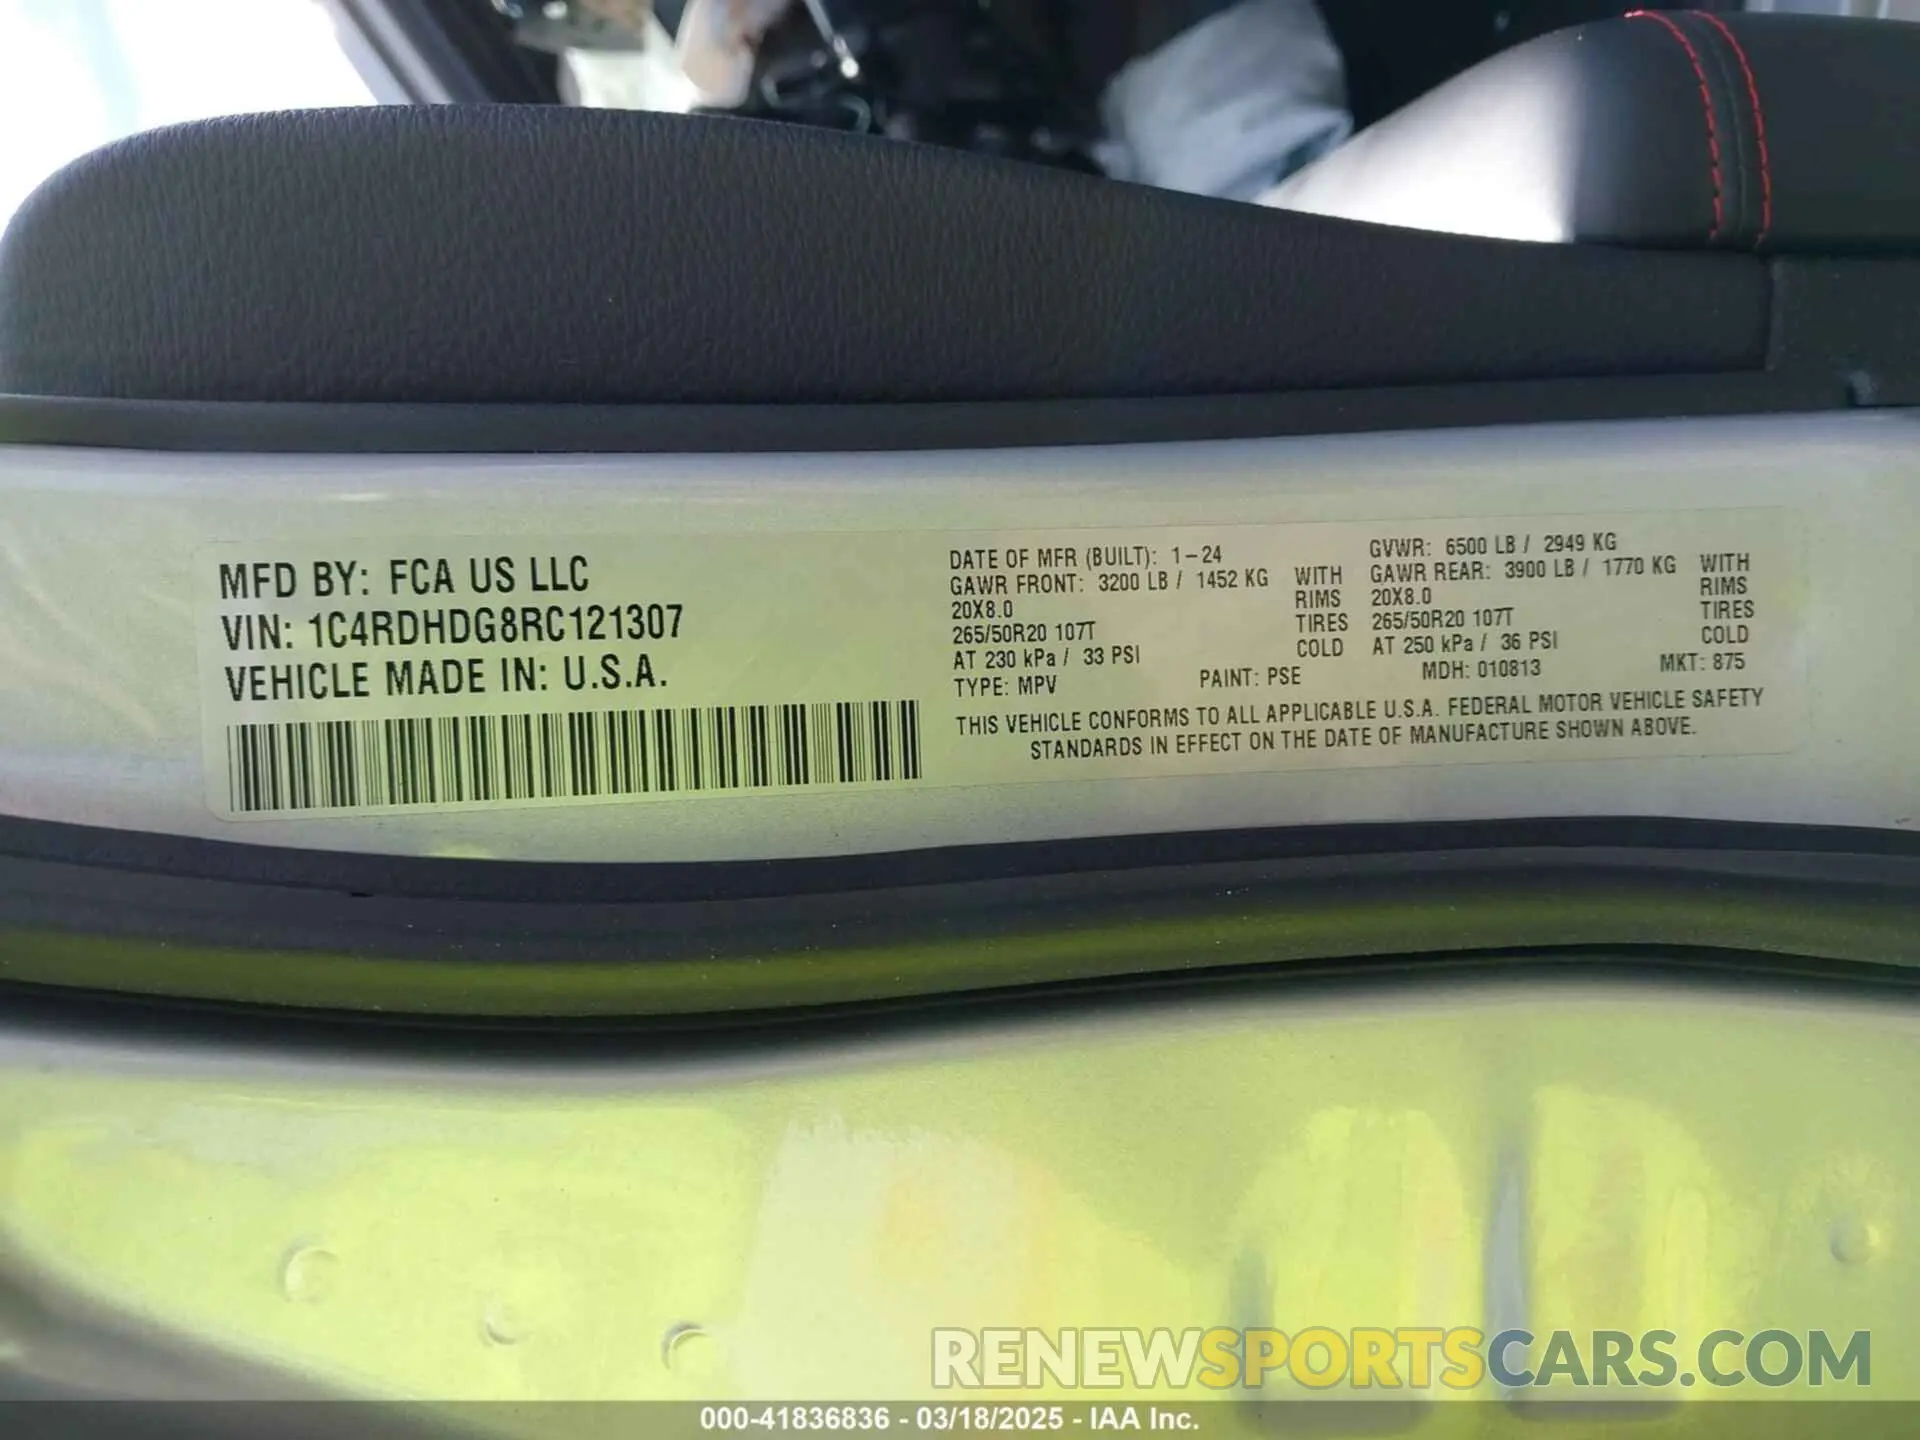 MFD BY: FCA US LLC
VIN: 1C4RDHDG8RC121307
VEHICLE MADE IN: U.S.A.
DATE OF MFR (BUILT): 1-24
GAWR FRONT: 3200 LB / 1452 KG WITH
20X8.0 RIMS
265/50R20 107T TIRES
AT 230 kPa / 33 PSI COLD
TYPE: MPV
GVWR: 6500 LB / 2949 KG
GAWR REAR: 3900 LB / 1770 KG WITH
20X8.0 RIMS
265/50R20 107T TIRES
AT 250 kPa / 36 PSI COLD
PAINT: PSE MDH: 010813 MKT: 875
THIS VEHICLE CONFORMS TO ALL APPLICABLE U.S.A. FEDERAL MOTOR VEHICLE SAFETY
STANDARDS IN EFFECT ON THE DATE OF MANUFACTURE SHOWN ABOVE.
RENEWSPORTSCARS.COM
000-41836836 - 03/18/2025 - IAA Inc.